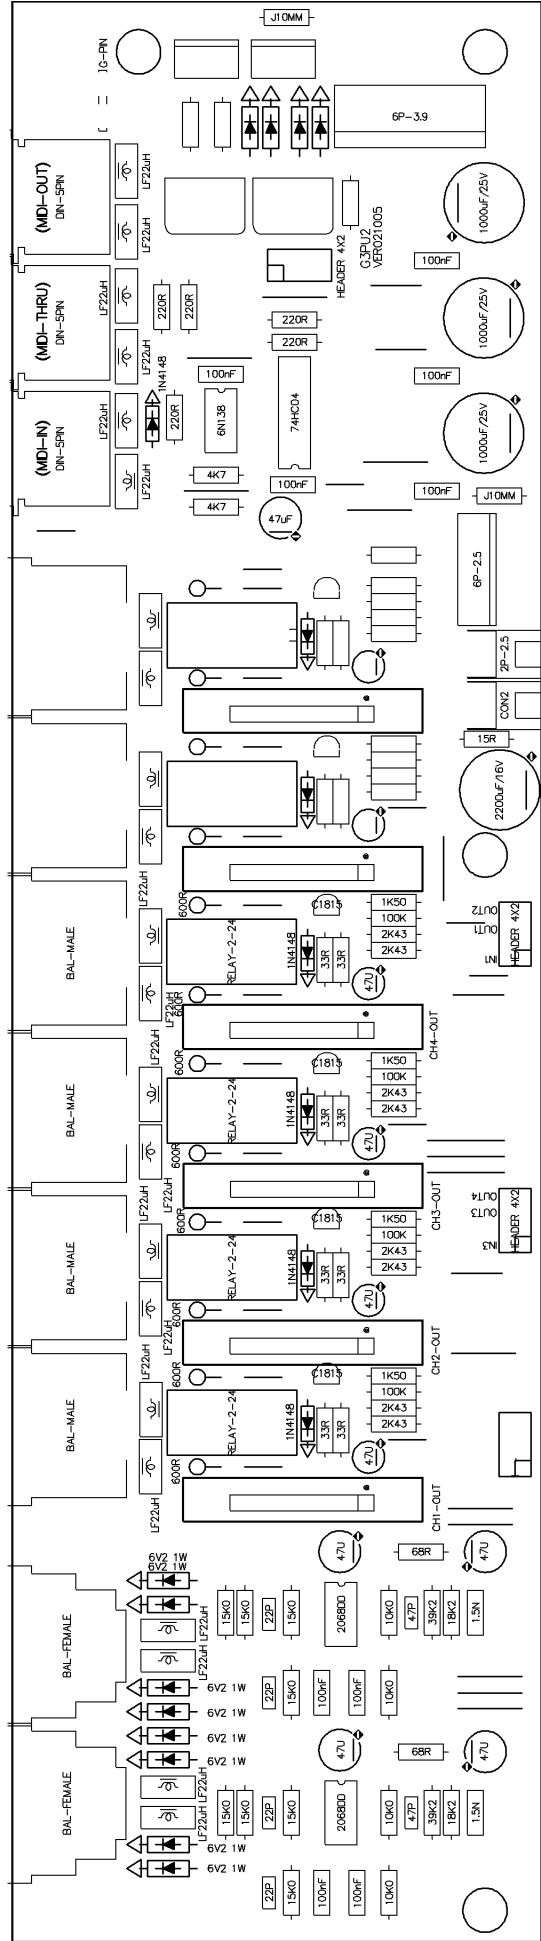 J10MM
IG-PIN
6P-3.9
(MIDI-OUT)
DIN-5PIN
LF22uH
LF22uH
1000uF/25V
G3PU2
VER021005
HEADER 4X2
100nF
(MIDI-THRU)
DIN-5PIN
LF22uH
LF22uH
220R
220R
220R
220R
1000uF/25V
100nF
(MIDI-IN)
DIN-5PIN
LF22uH
LF22uH
1N4148
220R
100nF
6N138
74HC04
1000uF/25V
4K7
4K7
100nF
47uF
100nF
J10MM
6P-2.5
2P-2.5
CON2
15R
2200uF/16V
BAL-MALE
LF22uH
LF22uH
600R
600R
RELAY-2-24
1N4148
C1815
33R
33R
47U
1K50
100K
2K43
2K43
CH4-OUT
OUT2
OUT1
IN1
HEADER 4X2
BAL-MALE
LF22uH
LF22uH
600R
600R
RELAY-2-24
1N4148
C1815
33R
33R
47U
1K50
100K
2K43
2K43
CH3-OUT
OUT4
OUT3
IN3
HEADER 4X2
BAL-MALE
LF22uH
LF22uH
600R
600R
RELAY-2-24
1N4148
C1815
33R
33R
47U
1K50
100K
2K43
2K43
CH2-OUT
BAL-MALE
LF22uH
LF22uH
600R
600R
RELAY-2-24
1N4148
C1815
33R
33R
47U
1K50
100K
2K43
2K43
CH1-OUT
BAL-FEMALE
6V2 1W
6V2 1W
LF22uH
LF22uH
6V2 1W
6V2 1W
15K0
15K0
22P
15K0
47U
2068DD
68R
47U
10K0
47P
39K2
18K2
1.5N
22P
15K0
100nF
100nF
10K0
BAL-FEMALE
6V2 1W
6V2 1W
LF22uH
LF22uH
6V2 1W
6V2 1W
15K0
15K0
22P
15K0
47U
2068DD
68R
47U
10K0
47P
39K2
18K2
1.5N
22P
15K0
100nF
100nF
10K0